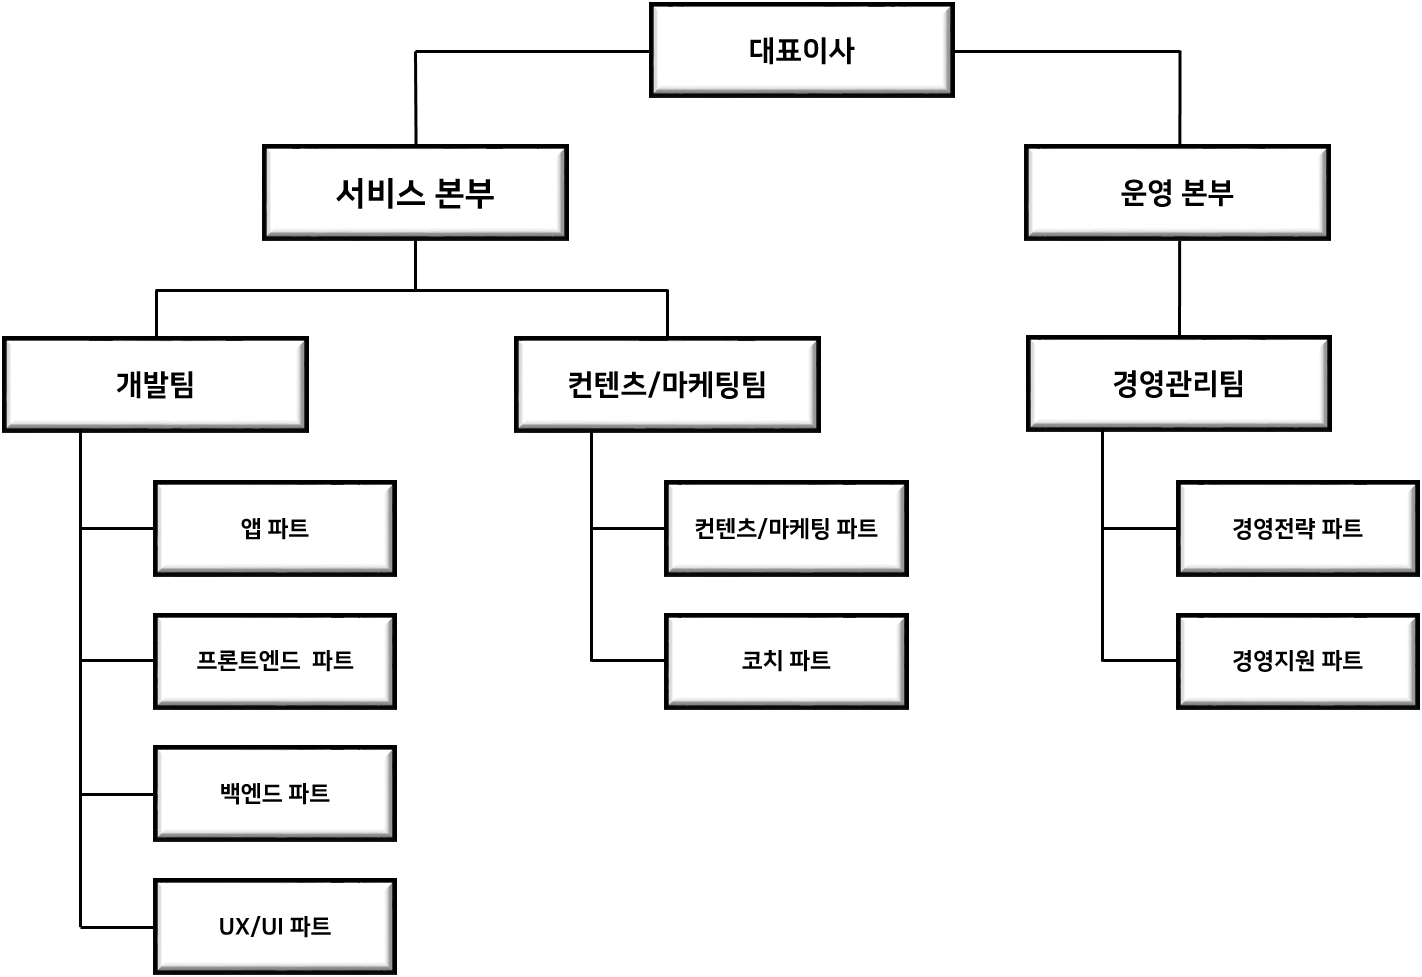 대표이사
서비스 본부
운영 본부
개발팀
컨텐츠/마케팅팀
경영관리팀
앱 파트
컨텐츠/마케팅 파트
경영전략 파트
프론트엔드 파트
코치 파트
경영지원 파트
백엔드 파트
UX/UI 파트